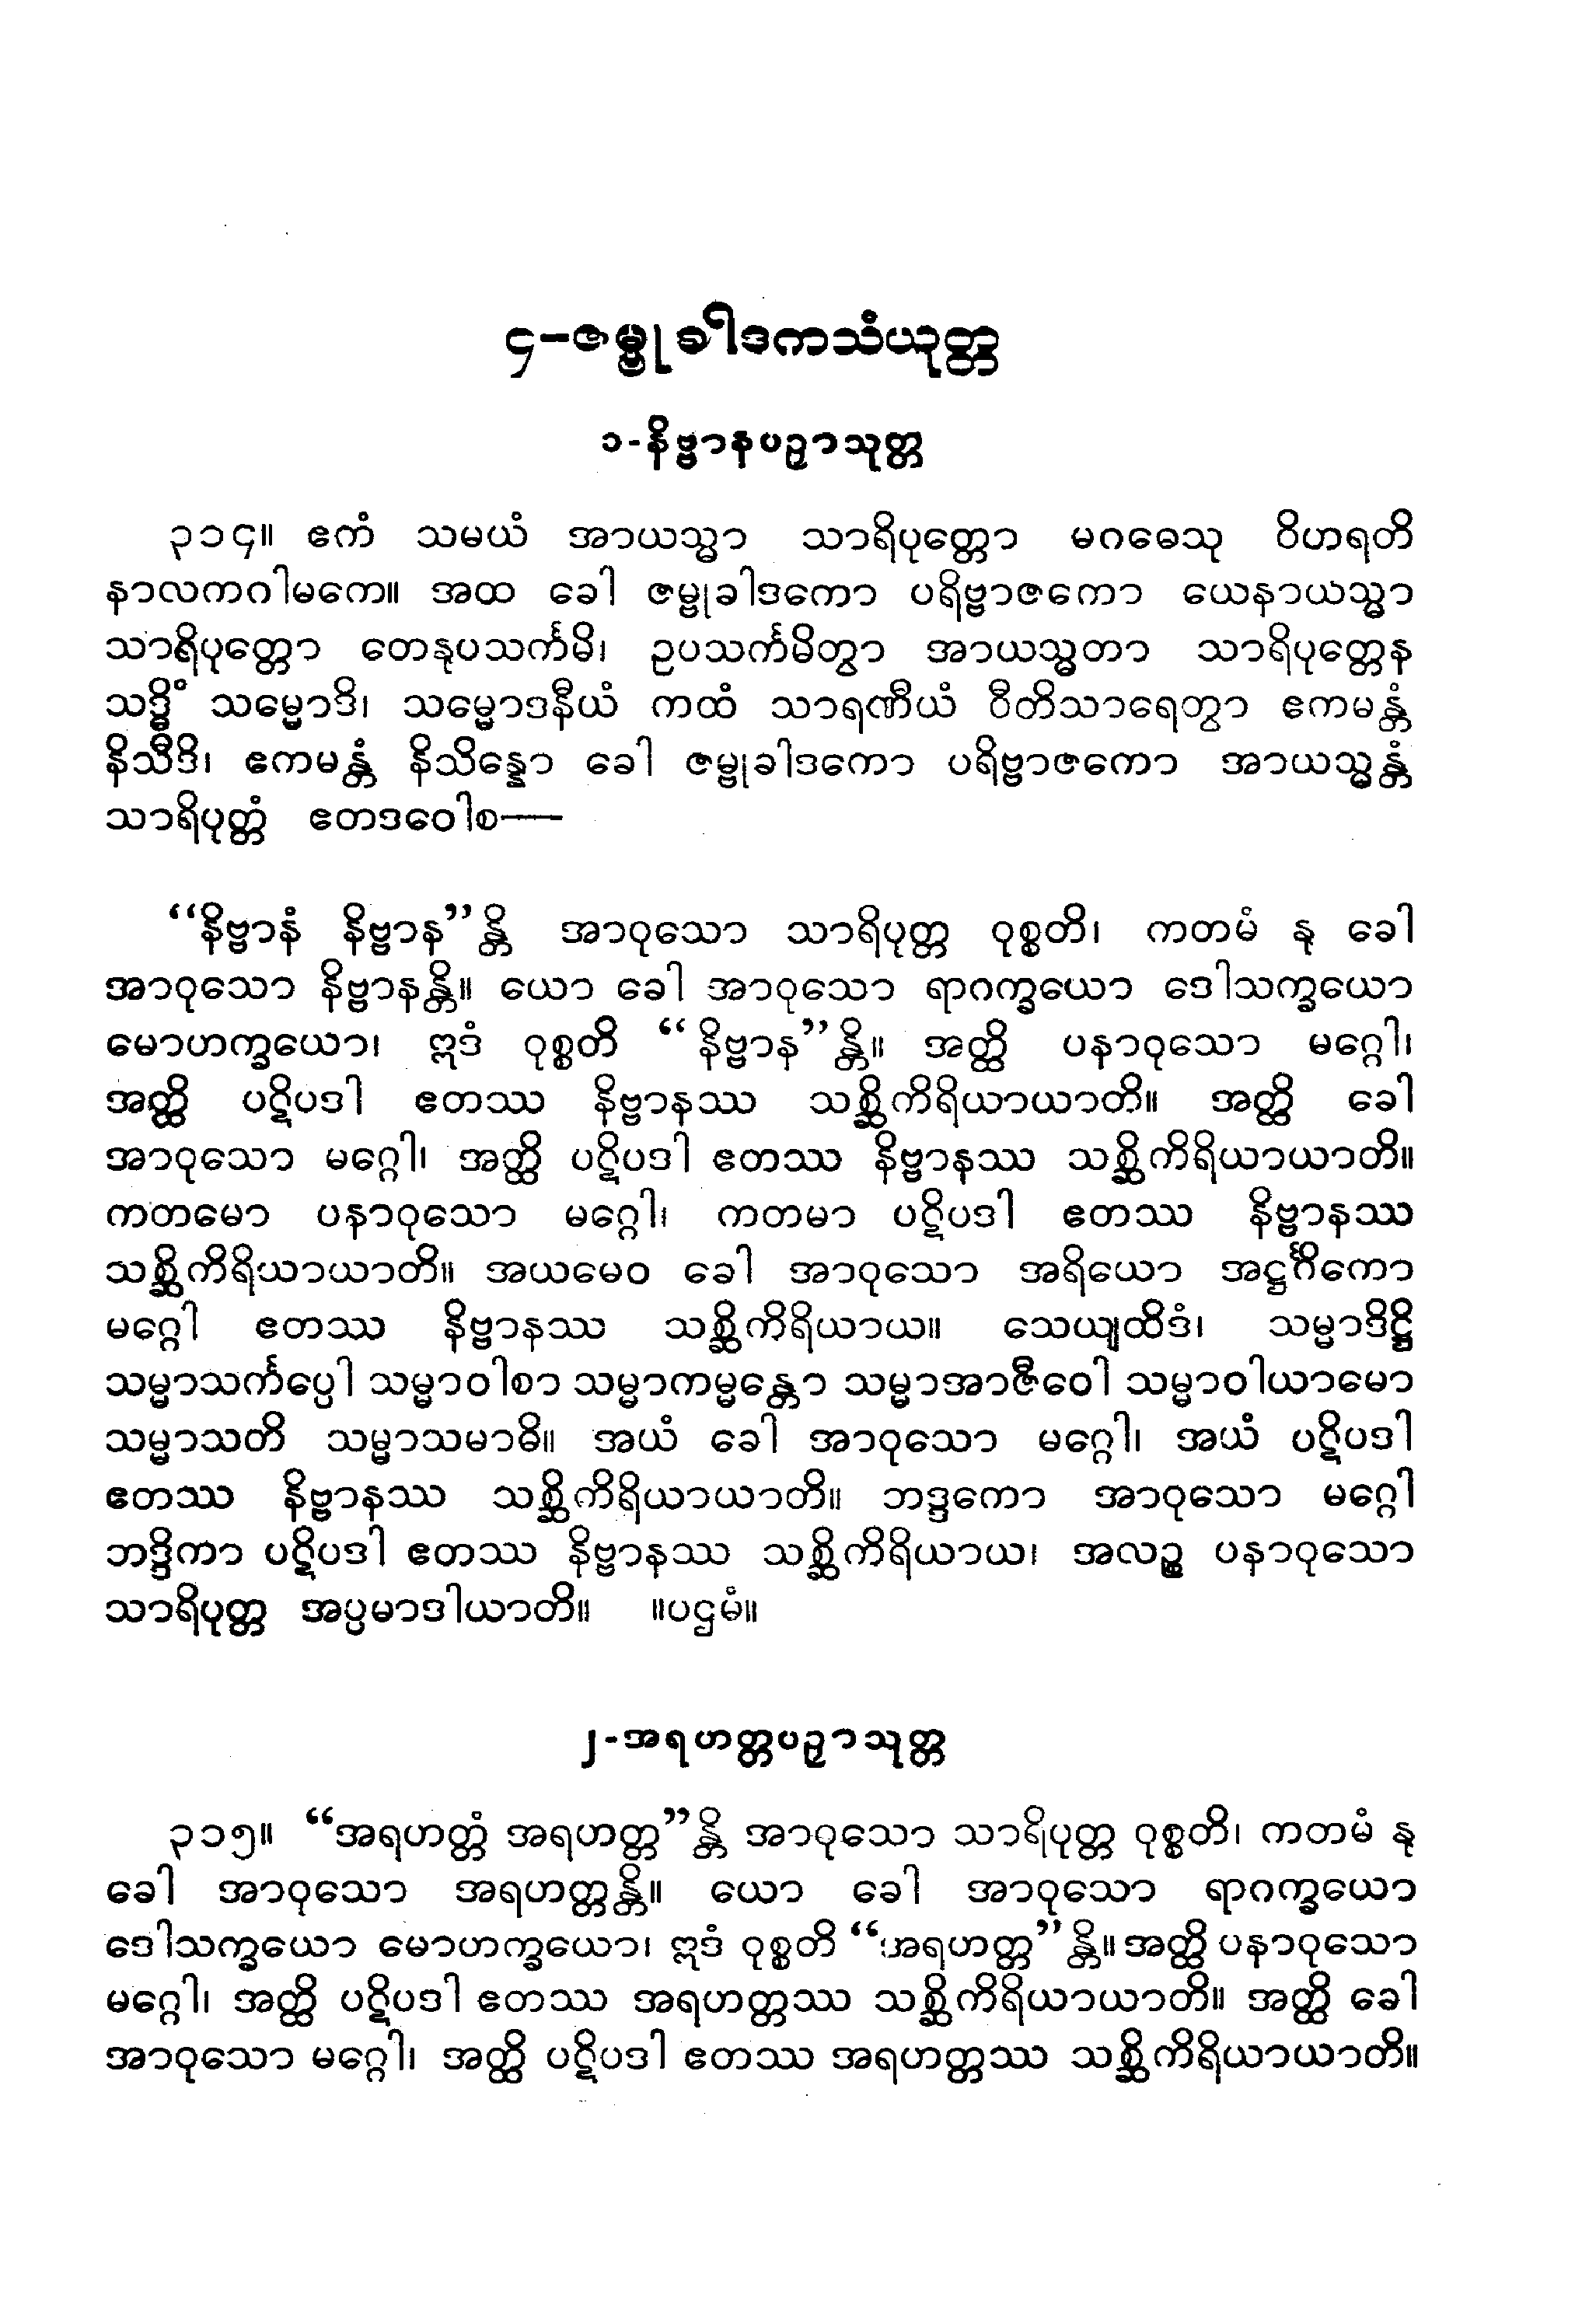 ၄-ဇမ္ဗုခါဒကသံယုတ္တ
၁-နိဗ္ဗာနပဉှာသုတ္တ
၃၁၄။ ဧကံ သမယံ အာယသ္မာ သာရိပုတ္တော မဂဓေသု ဝိဟရတိ
နာလကဂါမကေ။ အထ ခေါ ဇမ္ဗုခါဒကော ပရိဗ္ဗာဇကော ယေနာယသ္မာ
သာရိပုတ္တော တေနုပသင်္ကမိ၊ ဥပသင်္ကမိတွာ အာယသ္မတာ သာရိပုတ္တေန
သဒ္ဓိံ သမ္မောဒိ၊ သမ္မောဒနီယံ ကထံ သာရဏီယံ ဝီတိသာရေတွာ ဧကမန္တံ
နိသီဒိ၊ ဧကမန္တံ နိသိန္နော ခေါ ဇမ္ဗုခါဒကော ပရိဗ္ဗာဇကော အာယသ္မန္တံ
သာရိပုတ္တံ ဧတဒဝေါစ—
“နိဗ္ဗာနံ နိဗ္ဗာန”န္တိ အာဝုသော သာရိပုတ္တ ဝုစ္စတိ၊ ကတမံ နု ခေါ
အာဝုသော နိဗ္ဗာနန္တိ။ ယော ခေါ အာဝုသော ရာဂက္ခယော ဒေါသက္ခယော
မောဟက္ခယော၊ ဣဒံ ဝုစ္စတိ “နိဗ္ဗာန”န္တိ။ အတ္ထိ ပနာဝုသော မဂ္ဂေါ၊
အတ္ထိ ပဋိပဒါ ဧတဿ နိဗ္ဗာနဿ သစ္ဆိကိရိယာယာတိ။ အတ္ထိ ခေါ
အာဝုသော မဂ္ဂေါ၊ အတ္ထိ ပဋိပဒါ ဧတဿ နိဗ္ဗာနဿ သစ္ဆိကိရိယာယာတိ။
ကတမော ပနာဝုသော မဂ္ဂေါ၊ ကတမာ ပဋိပဒါ ဧတဿ နိဗ္ဗာနဿ
သစ္ဆိကိရိယာယာတိ။ အယမေဝ ခေါ အာဝုသော အရိယော အဋ္ဌင်္ဂိကော
မဂ္ဂေါ ဧတဿ နိဗ္ဗာနဿ သစ္ဆိကိရိယာယ။ သေယျထိဒံ၊ သမ္မာဒိဋ္ဌိ
သမ္မာသင်္ကပ္ပေါ သမ္မာဝါစာ သမ္မာကမ္မန္တော သမ္မာအာဇီဝေါ သမ္မာဝါယာမော
သမ္မာသတိ သမ္မာသမာဓိ။ အယံ ခေါ အာဝုသော မဂ္ဂေါ၊ အယံ ပဋိပဒါ
ဧတဿ နိဗ္ဗာနဿ သစ္ဆိကိရိယာယာတိ။ ဘဒ္ဒကော အာဝုသော မဂ္ဂေါ
ဘဒ္ဒိကာ ပဋိပဒါ ဧတဿ နိဗ္ဗာနဿ သစ္ဆိကိရိယာယ၊ အလဉ္စ ပနာဝုသော
သာရိပုတ္တ အပ္ပမာဒါယာတိ။ ။ပဌမံ။
၂-အရဟတ္တပဉှာသုတ္တ
၃၁၅။ “အရဟတ္တံ အရဟတ္တ”န္တိ အာဝုသော သာရိပုတ္တ ဝုစ္စတိ၊ ကတမံ နု
ခေါ အာဝုသော အရဟတ္တန္တိ။ ယော ခေါ အာဝုသော ရာဂက္ခယော
ဒေါသက္ခယော မောဟက္ခယော၊ ဣဒံ ဝုစ္စတိ “အရဟတ္တ”န္တိ။ အတ္ထိ ပနာဝုသော
မဂ္ဂေါ၊ အတ္ထိ ပဋိပဒါ ဧတဿ အရဟတ္တဿ သစ္ဆိကိရိယာယာတိ။ အတ္ထိ ခေါ
အာဝုသော မဂ္ဂေါ၊ အတ္ထိ ပဋိပဒါ ဧတဿ အရဟတ္တဿ သစ္ဆိကိရိယာယာတိ။